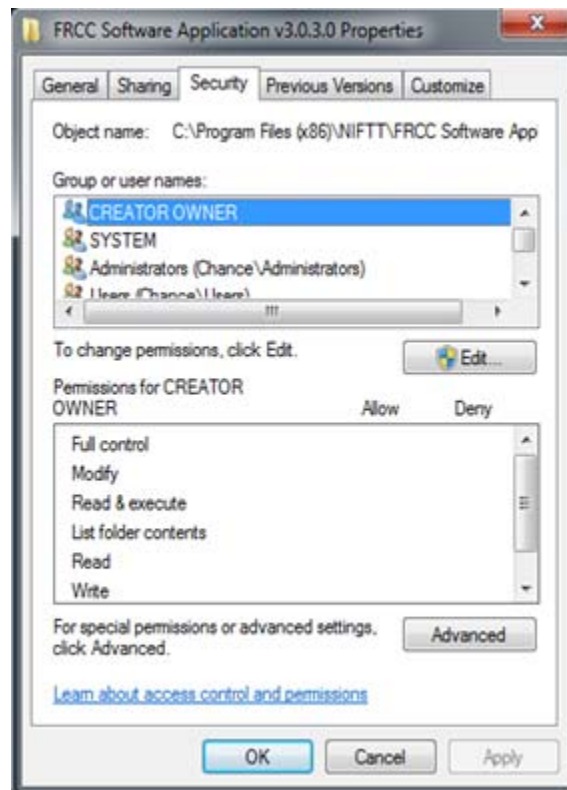 FRCC Software Application v3.0.3.0 Properties
General Sharing Security Previous Versions Customize
Object name: C:\Program Files (x86)\NIFTT\FRCC Software App
Group or user names:
CREATOR OWNER
SYSTEM
Administrators (Chance\Administrators)
Users (Chance\Users)
To change permissions, click Edit.
Edit...
Permissions for CREATOR
OWNER Allow Deny
Full control
Modify
Read & execute
List folder contents
Read
Write
For special permissions or advanced settings,
click Advanced.
Advanced
Learn about access control and permissions
OK Cancel Apply